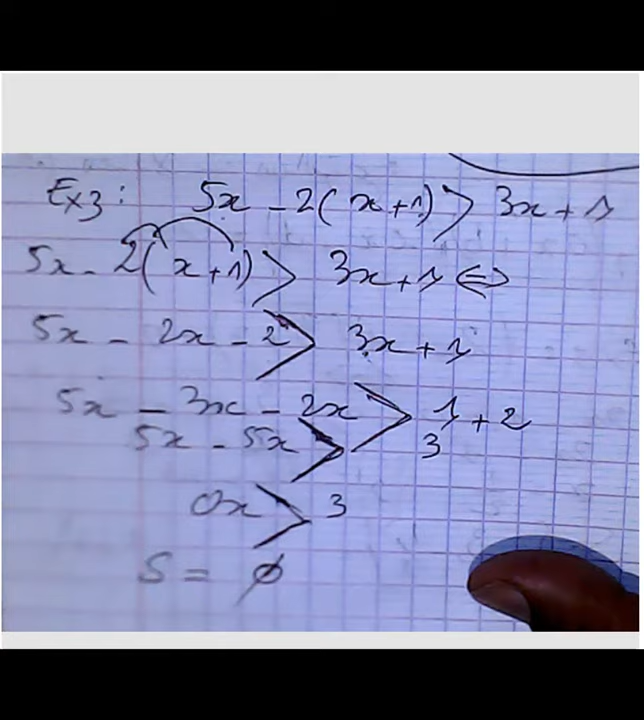 Ex3 : 5x - 2(x+1) > 3x + 1
5x - 2(x+1) > 3x+1 ⇔
5x - 2x - 2 > 3x + 1
5x - 3x - 2x > 1 + 2
5x - 5x > 3
0x > 3
S = ∅